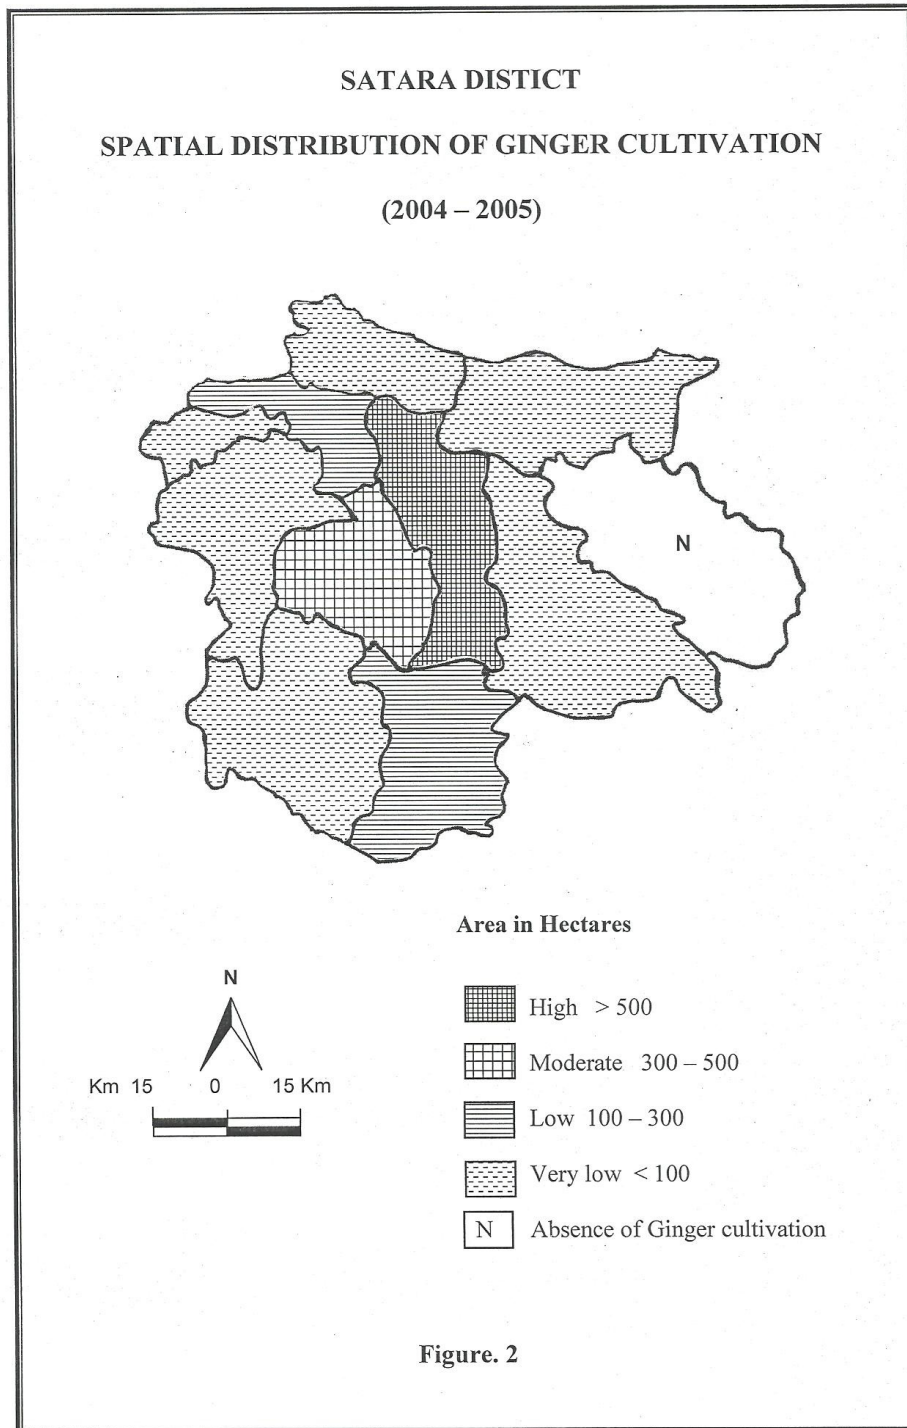 SATARA DISTICT
SPATIAL DISTRIBUTION OF GINGER CULTIVATION
(2004 – 2005)
N
Area in Hectares
N
Km 15 0 15 Km
High > 500
Moderate 300 – 500
Low 100 – 300
Very low < 100
N Absence of Ginger cultivation
Figure. 2